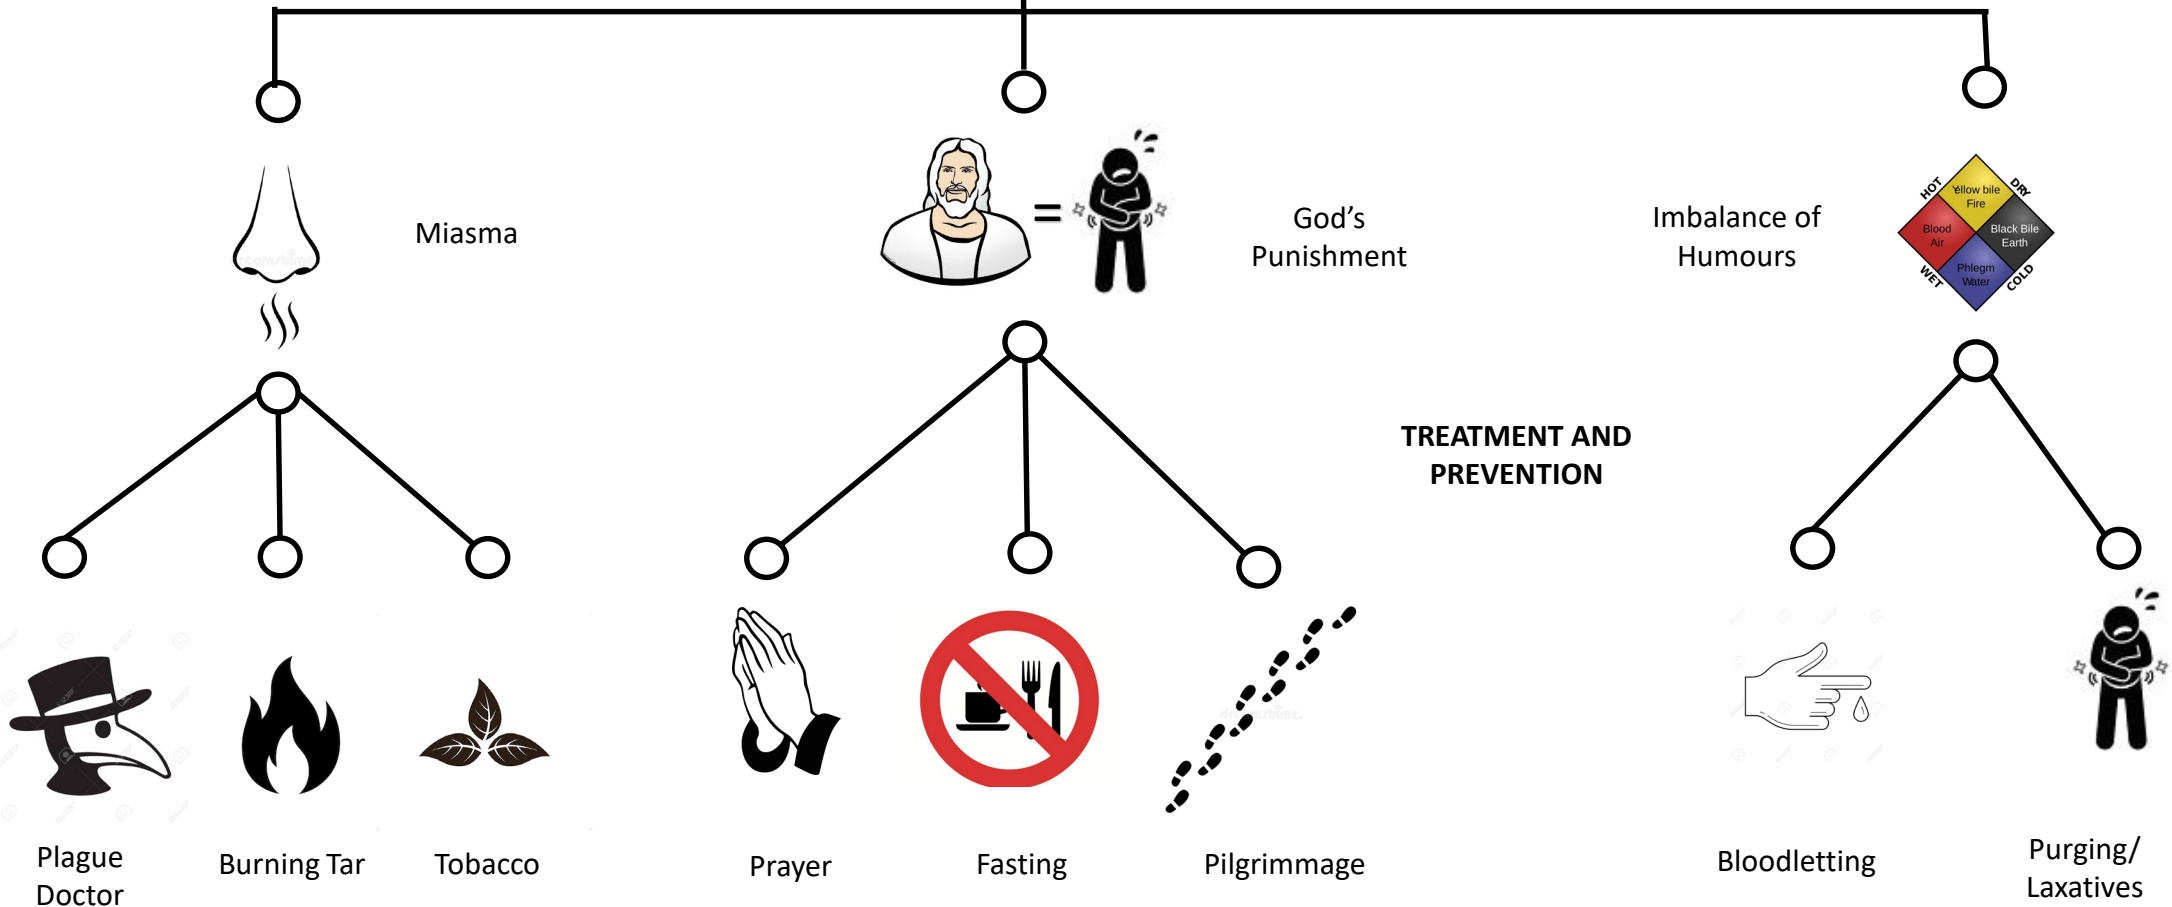 Miasma
God’s
Punishment
Imbalance of
Humours
HOT
DRY
Yellow bile
Fire
Blood
Air
Black Bile
Earth
Phlegm
Water
WET
COLD
=
TREATMENT AND
PREVENTION
Plague
Doctor
Burning Tar
Tobacco
Prayer
Fasting
Pilgrimmage
Bloodletting
Purging/
Laxatives